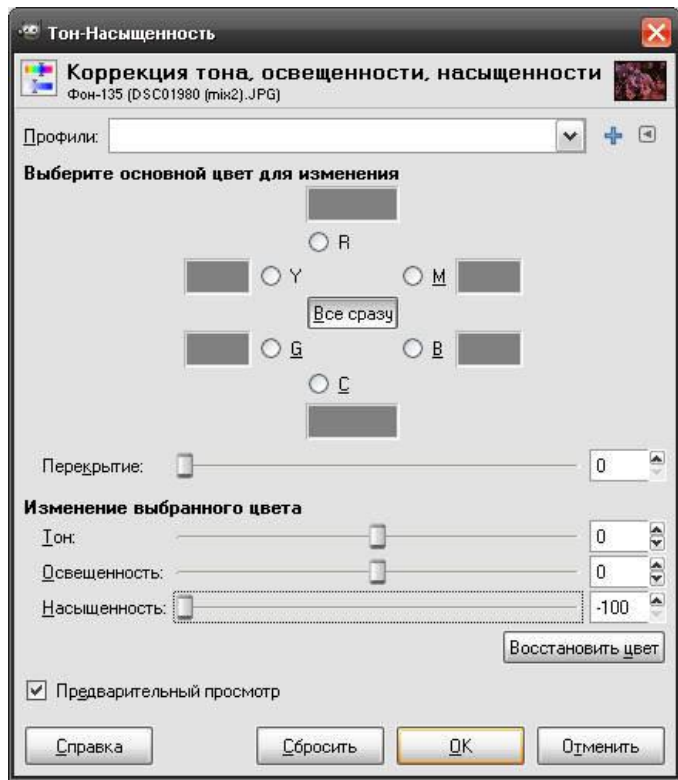 Тон-Насыщенность
Коррекция тона, освещенности, насыщенности
Фон-135 (DSC01980 (mix2).JPG)
Профили:
Выберите основной цвет для изменения
R
Y M
Все сразу
G B
C
Перекрытие: 0
Изменение выбранного цвета
Тон: 0
Освещенность: 0
Насыщенность: -100
Восстановить цвет
Предварительный просмотр
Справка Сбросить OK Отменить